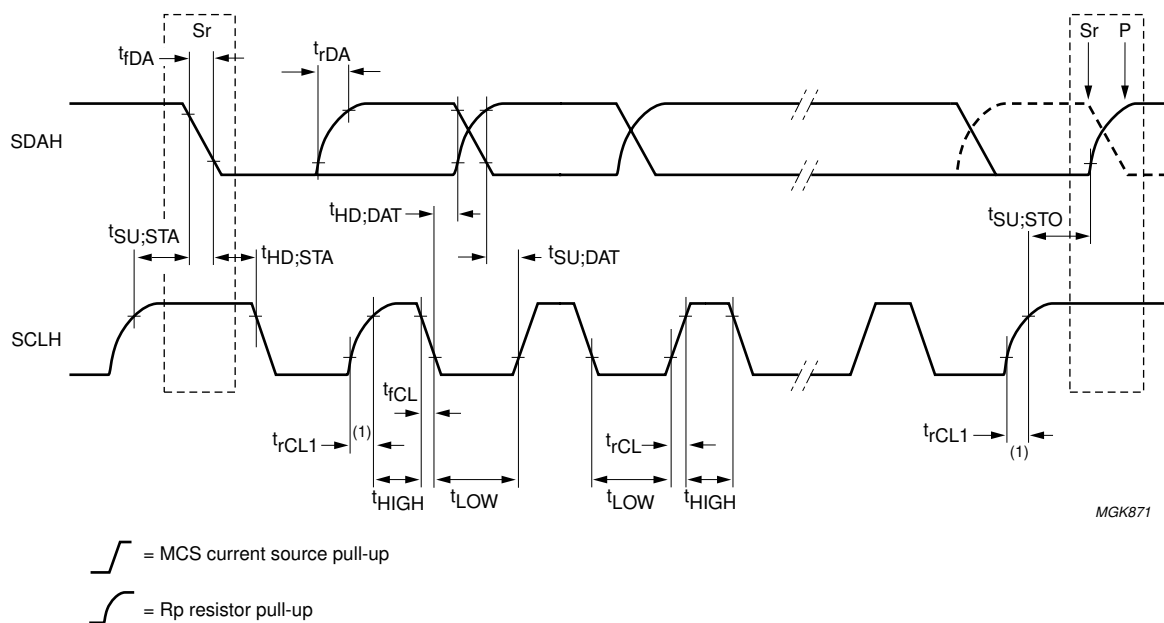 Sr
tfDA
trDA
Sr P
SDAH
tHD;DAT
tSU;STO
tSU;STA
tHD;STA
tSU;DAT
SCLH
tfCL
trCL1 (1)
trCL
trCL1
(1)
tHIGH
tLOW
tLOW
tHIGH
MGK871
= MCS current source pull-up
= Rp resistor pull-up